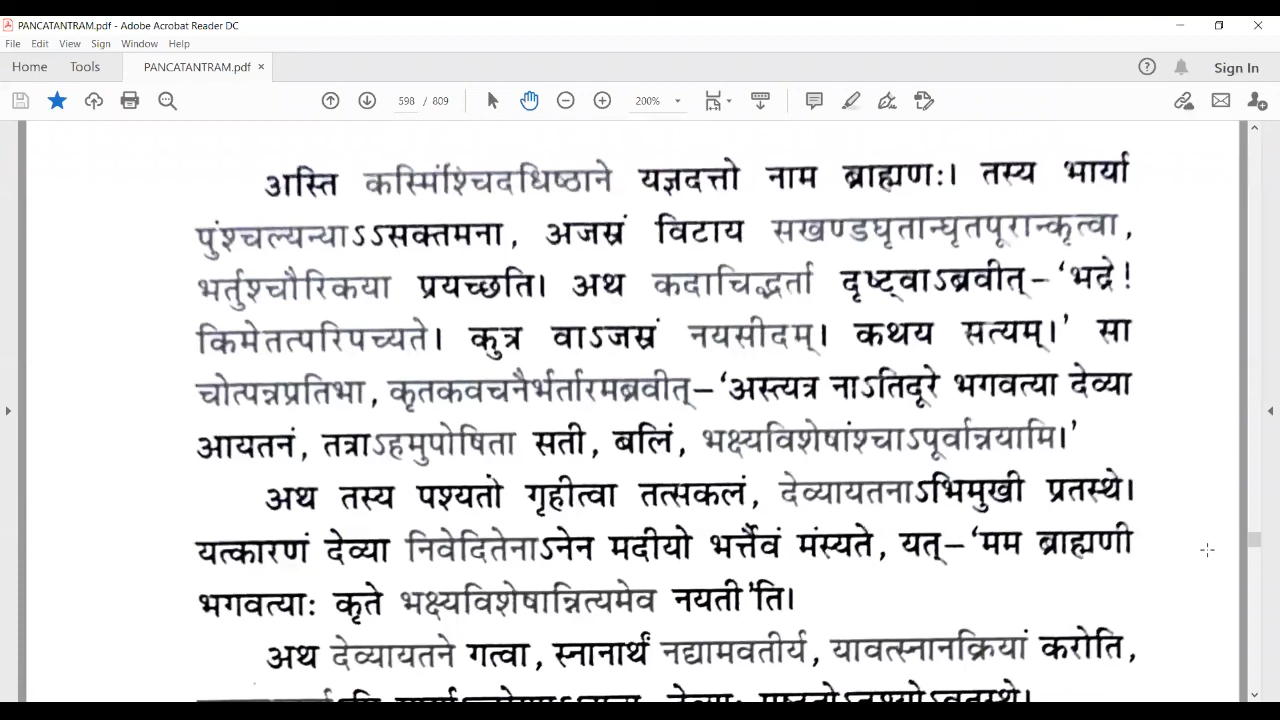 PANCATANTRAM.pdf - Adobe Acrobat Reader DC
File Edit View Sign Window Help
Home Tools PANCATANTRAM.pdf × Sign In
598 / 809 200%
अस्ति कस्मिंश्चिदधिष्ठाने यज्ञदत्तो नाम ब्राह्मणः। तस्य भार्या
पुंश्चल्यन्याऽऽसक्तमना, अजस्रं विटाय सखण्डघृतान्घृतपूरान्कृत्वा,
भर्तुश्चौरिकया प्रयच्छति। अथ कदाचिद्भर्ता दृष्ट्वाऽब्रवीत्–‘भद्रे!
किमेतत्परिपच्यते। कुत्र वाऽजस्रं नयसीदम्। कथय सत्यम्।’ सा
चोत्पन्नप्रतिभा, कृतकवचनैर्भर्तारमब्रवीत्–‘अस्त्यत्र नाऽतिदूरे भगवत्या देव्या
आयतनं, तत्राऽहमुपोषिता सती, बलिं, भक्ष्यविशेषांश्चाऽपूर्वान्नयामि।’
अथ तस्य पश्यतो गृहीत्वा तत्सकलं, देव्यायतनाऽभिमुखी प्रतस्थे।
यत्कारणं देव्या निवेदितेनाऽनेन मदीयो भर्त्तैवं मंस्यते, यत्–‘मम ब्राह्मणी
भगवत्याः कृते भक्ष्यविशेषान्नित्यमेव नयती’ति।
अथ देव्यायतने गत्वा, स्नानार्थं नद्यामवतीर्य, यावत्स्नानक्रियां करोति,